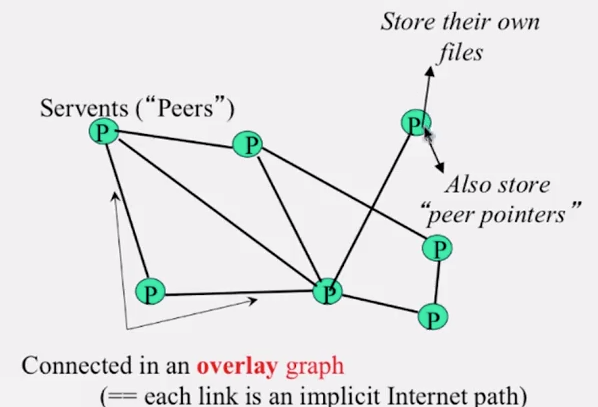 Store their own
files
Servents (“Peers”)
P
P
P
Also store
“peer pointers”
P
P
P
P
Connected in an overlay graph
(== each link is an implicit Internet path)